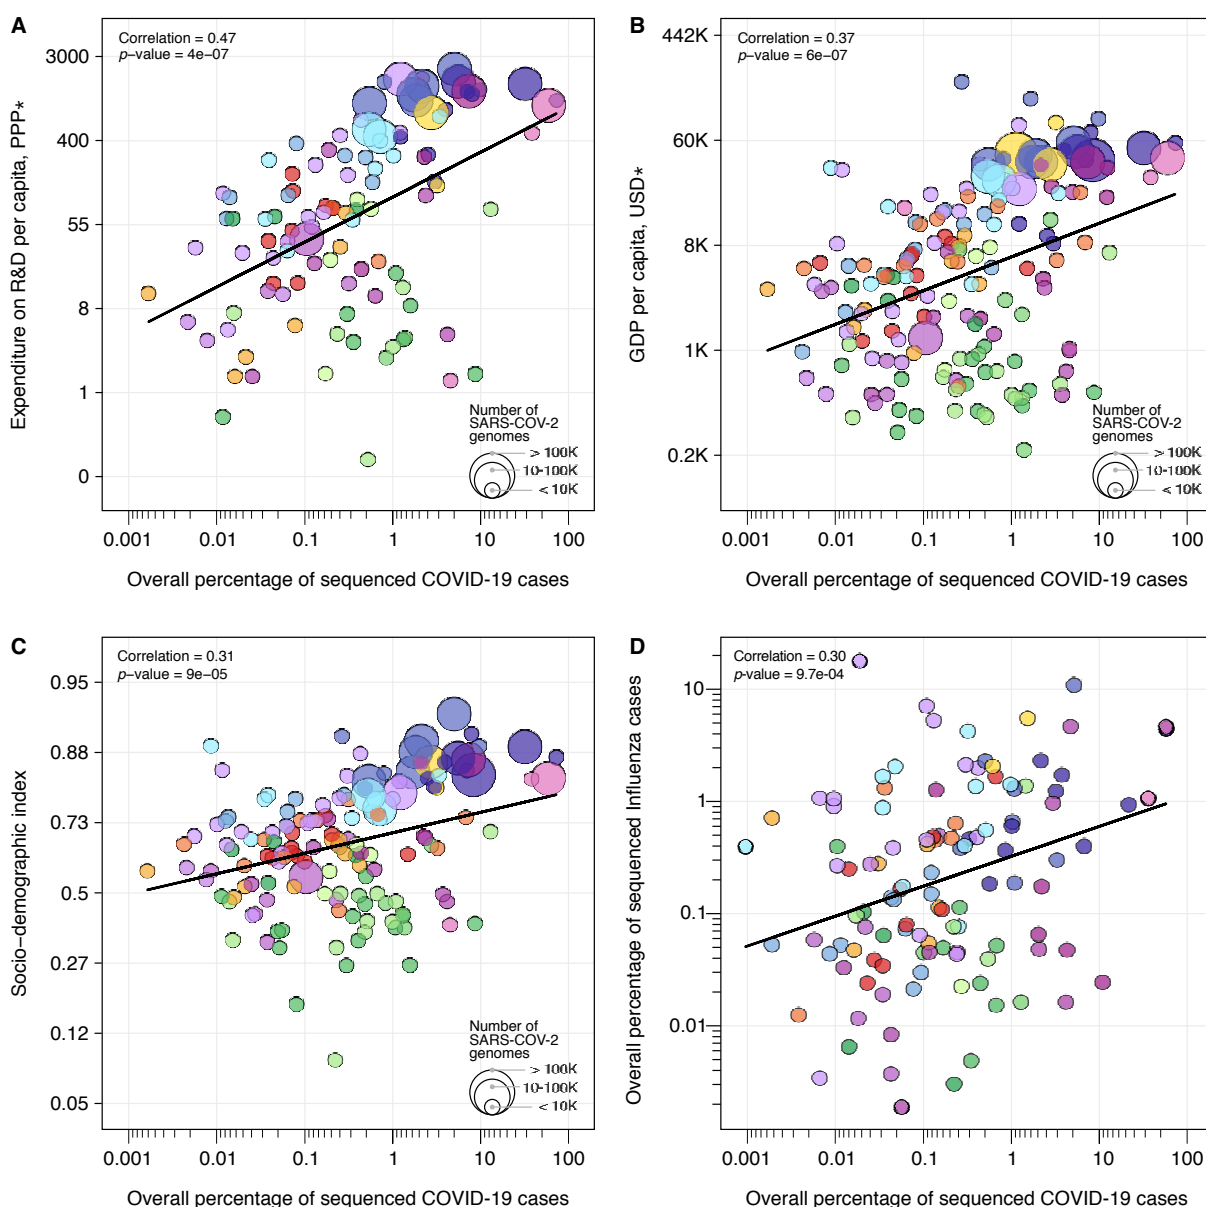 A
Correlation = 0.47
p−value = 4e−07
Expenditure on R&D per capita, PPP*
3000
400
55
8
1
0
Number of
SARS-COV-2
genomes
> 100K
10-100K
< 10K
0.001
0.01
0.1
1
10
100
Overall percentage of sequenced COVID-19 cases
B
Correlation = 0.37
p−value = 6e−07
GDP per capita, USD*
442K
60K
8K
1K
0.2K
Number of
SARS-COV-2
genomes
> 100K
10-100K
< 10K
0.001
0.01
0.1
1
10
100
Overall percentage of sequenced COVID-19 cases
C
Correlation = 0.31
p−value = 9e−05
Socio−demographic index
0.95
0.88
0.73
0.5
0.27
0.12
0.05
Number of
SARS-COV-2
genomes
> 100K
10-100K
< 10K
0.001
0.01
0.1
1
10
100
Overall percentage of sequenced COVID-19 cases
D
Correlation = 0.30
p-value = 9.7e-04
Overall percentage of sequenced Influenza cases
10
1
0.1
0.01
0.001
0.01
0.1
1
10
100
Overall percentage of sequenced COVID-19 cases